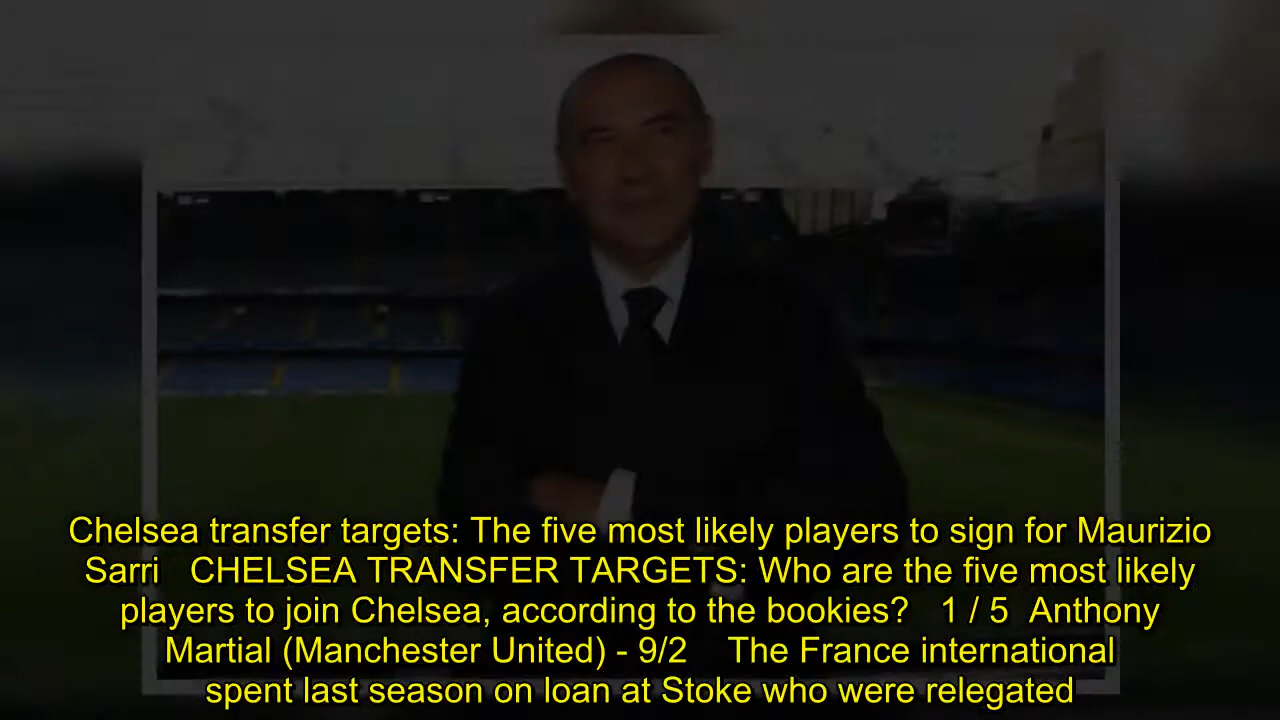 Chelsea transfer targets: The five most likely players to sign for Maurizio
Sarri   CHELSEA TRANSFER TARGETS: Who are the five most likely
players to join Chelsea, according to the bookies?   1 / 5  Anthony
Martial (Manchester United) - 9/2    The France international
spent last season on loan at Stoke who were relegated